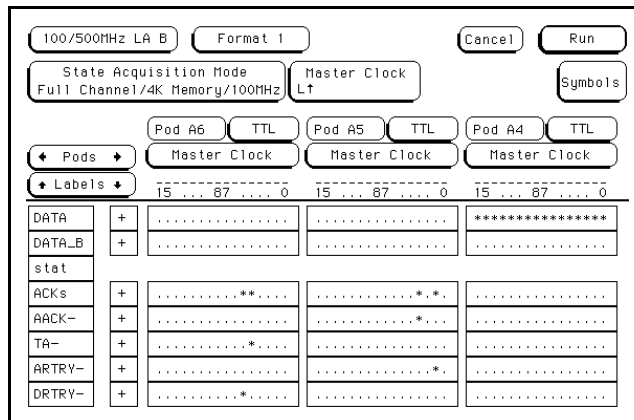 100/500MHz LA B Format 1 Cancel Run
State Acquisition Mode Master Clock Symbols
Full Channel/4K Memory/100MHz L↑
Pod A6 TTL Pod A5 TTL Pod A4 TTL
← Pods → Master Clock Master Clock Master Clock
↑ Labels ↓ 15 ... 87 .... 0 15 ... 87 .... 0 15 ... 87 .... 0
DATA + ................ ................ ****************
DATA_B + ................ ................ ................
stat
ACKs + ..........**.... ............*.*. ................
AACK- + ................ ............*... ................
TA- + ...........*.... ................ ................
ARTRY- + ................ ..............*. ................
DRTRY- + ..........*..... ................ ................